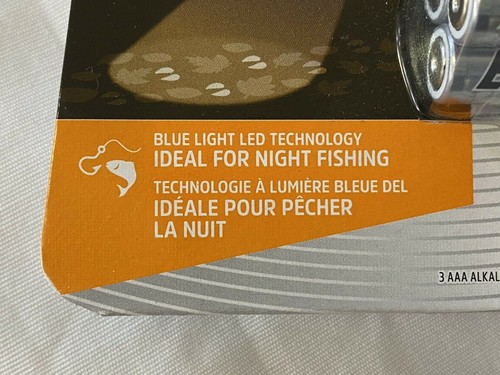 BLUE LIGHT LED TECHNOLOGY
IDEAL FOR NIGHT FISHING
TECHNOLOGIE À LUMIÈRE BLEUE DEL
IDÉALE POUR PÊCHER
LA NUIT
3 AAA ALKAL